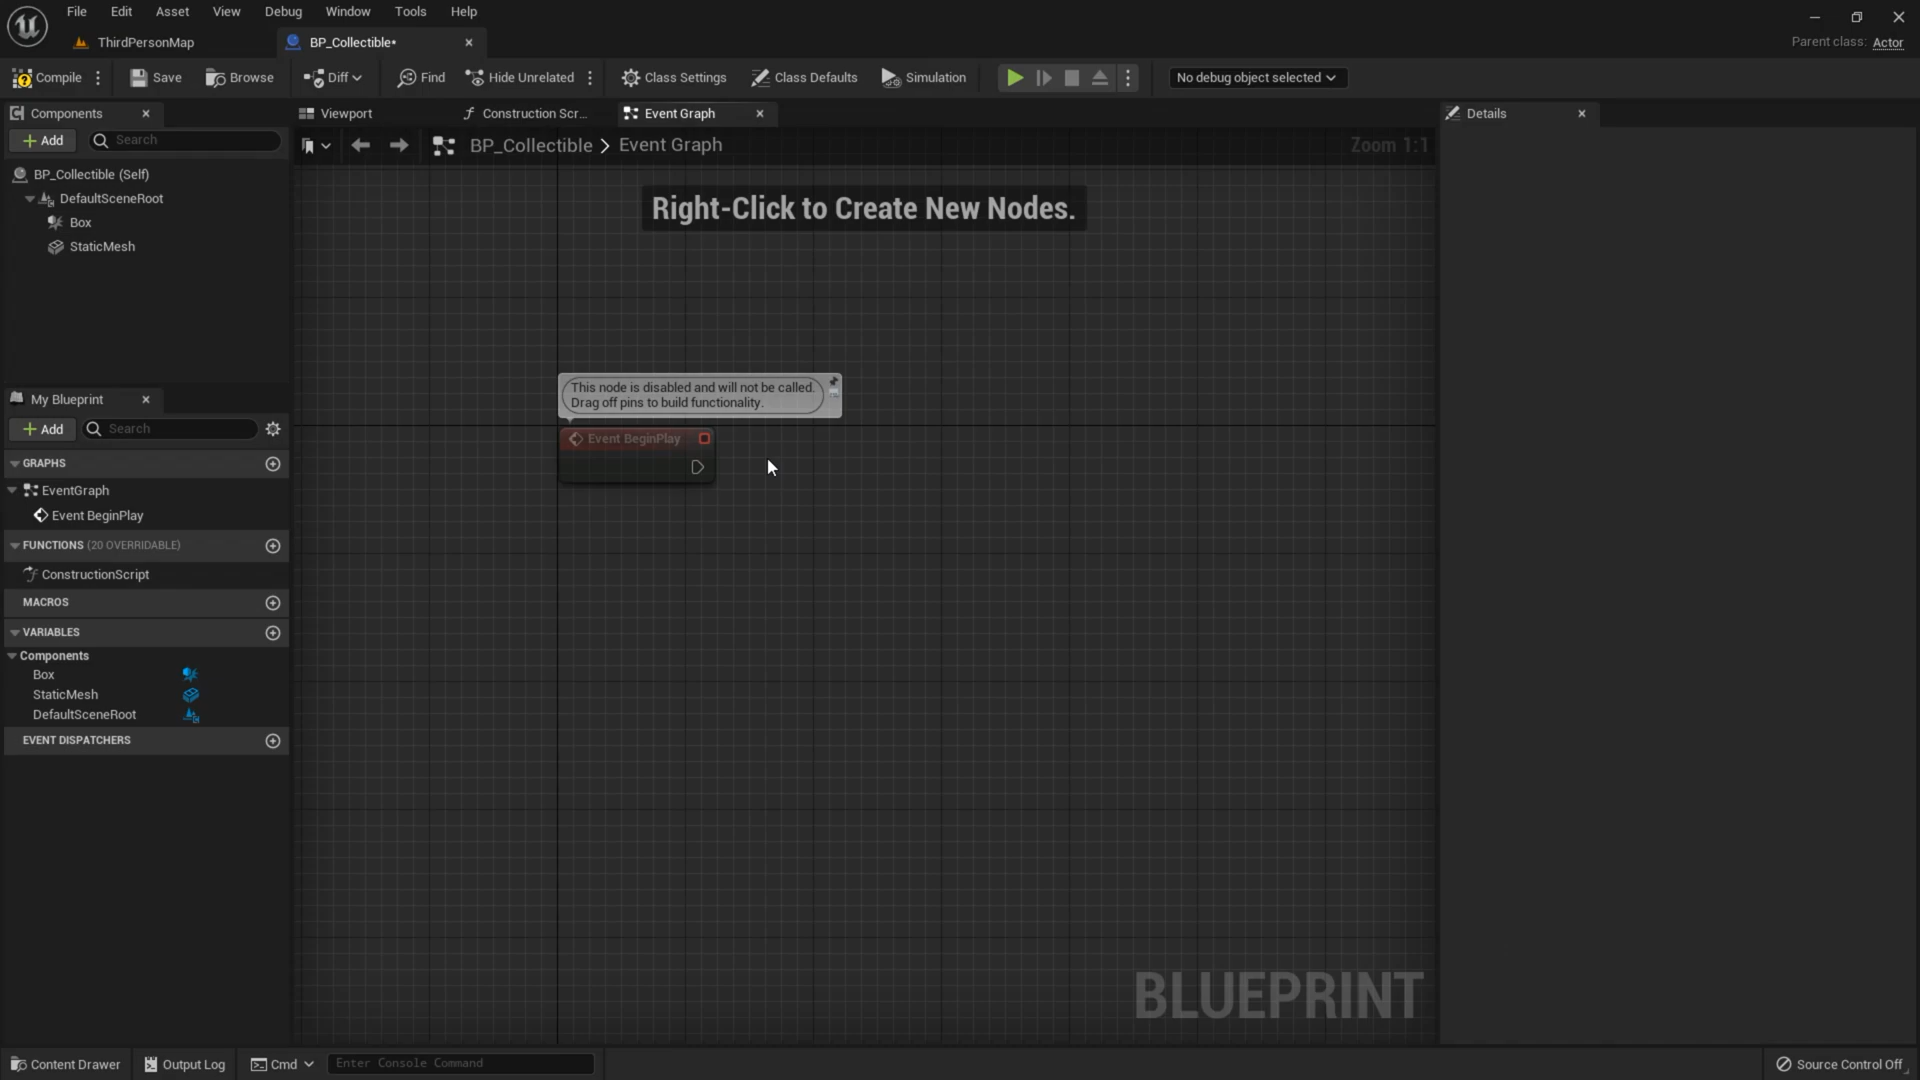 File Edit Asset View Debug Window Tools Help
ThirdPersonMap
BP_Collectible*
Parent class: Actor
Compile
Save
Browse
Diff
Find
Hide Unrelated
Class Settings
Class Defaults
Simulation
No debug object selected
Components
Add
Search
BP_Collectible (Self)
DefaultSceneRoot
Box
StaticMesh
My Blueprint
Add
Search
GRAPHS
EventGraph
Event BeginPlay
FUNCTIONS (20 OVERRIDABLE)
ConstructionScript
MACROS
VARIABLES
Components
Box
StaticMesh
DefaultSceneRoot
EVENT DISPATCHERS
Viewport
Construction Scr...
Event Graph
BP_Collectible > Event Graph
Zoom 1:1
Right-Click to Create New Nodes.
This node is disabled and will not be called.
Drag off pins to build functionality.
Event BeginPlay
BLUEPRINT
Details
Content Drawer
Output Log
Cmd
Enter Console Command
Source Control Off